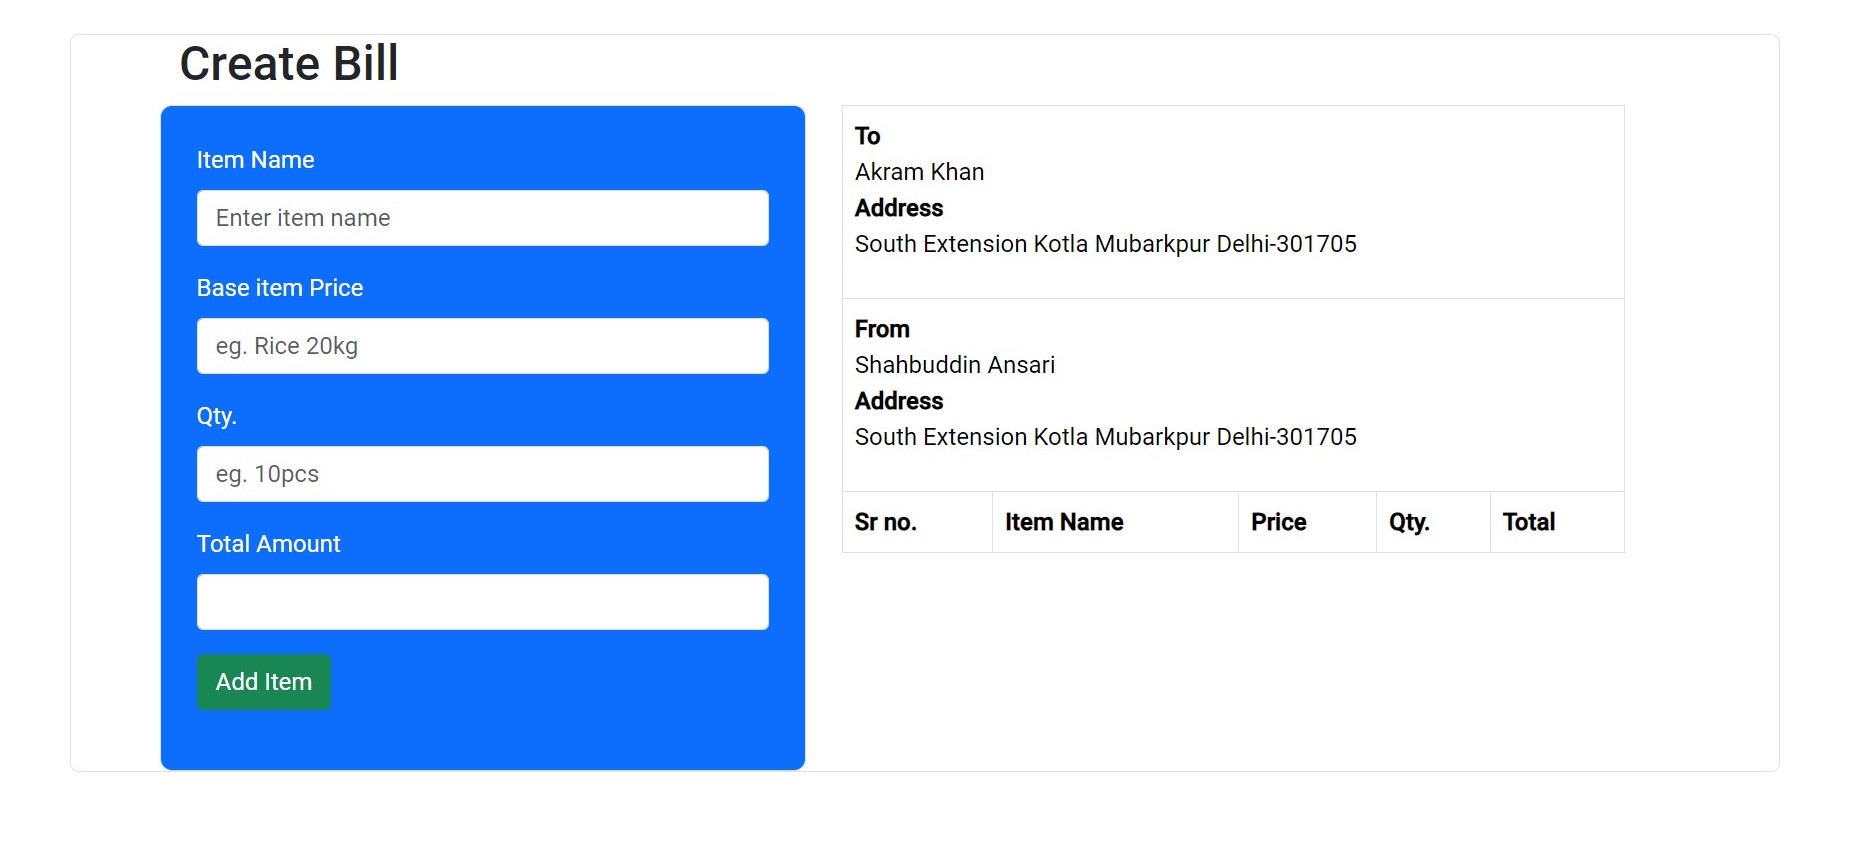 Create Bill
Item Name
Enter item name
Base item Price
eg. Rice 20kg
Qty.
eg. 10pcs
Total Amount
Add Item
To
Akram Khan
Address
South Extension Kotla Mubarkpur Delhi-301705
From
Shahbuddin Ansari
Address
South Extension Kotla Mubarkpur Delhi-301705
Sr no. Item Name Price Qty. Total